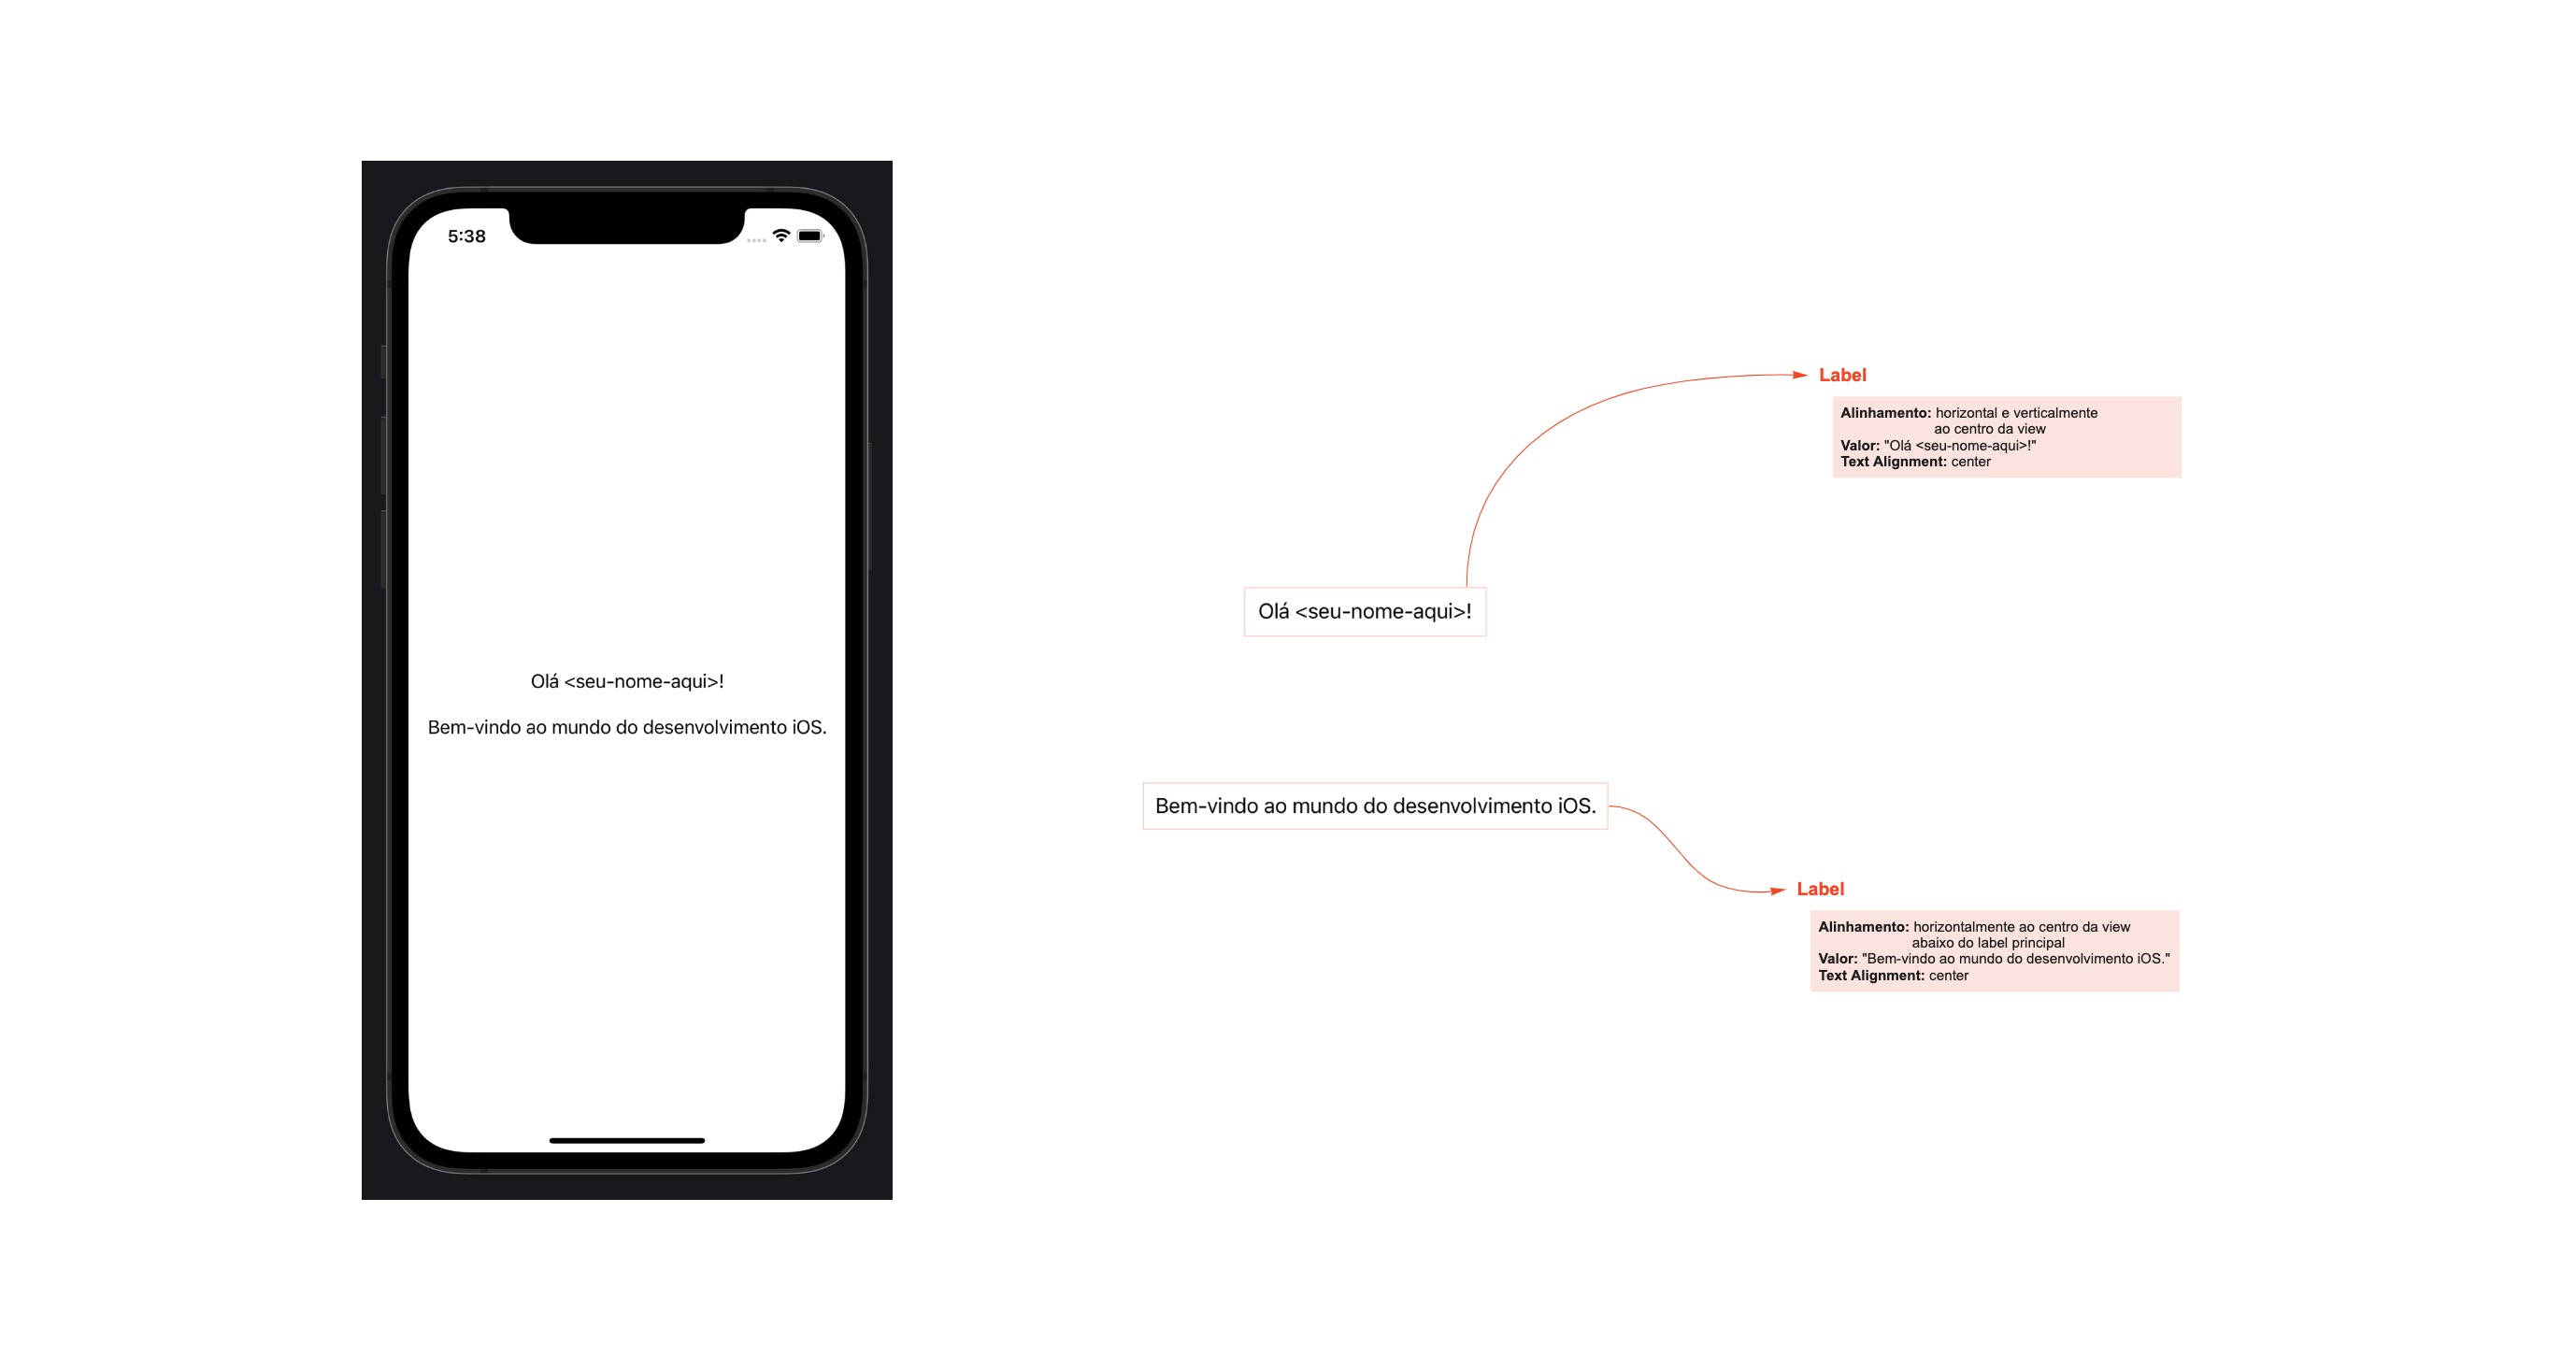 5:38
Olá <seu-nome-aqui>!
Bem-vindo ao mundo do desenvolvimento iOS.
Label
Alinhamento: horizontal e verticalmente
ao centro da view
Valor: "Olá <seu-nome-aqui>!"
Text Alignment: center
Olá <seu-nome-aqui>!
Bem-vindo ao mundo do desenvolvimento iOS.
Label
Alinhamento: horizontalmente ao centro da view
abaixo do label principal
Valor: "Bem-vindo ao mundo do desenvolvimento iOS."
Text Alignment: center